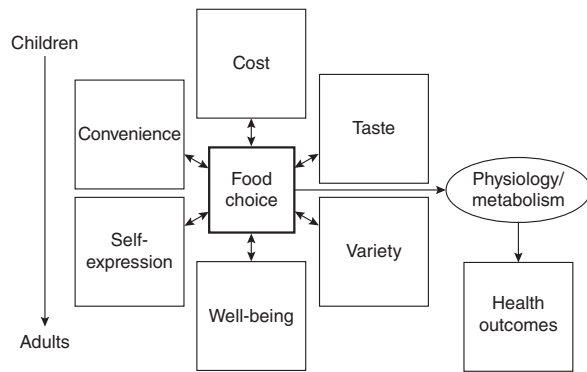 Children
Cost
Convenience
Taste
Food
choice
Physiology/
metabolism
Self-
expression
Variety
Well-being
Health
outcomes
Adults